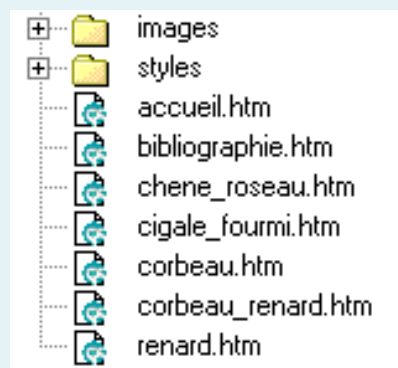 images
styles
accueil.htm
bibliographie.htm
chene_roseau.htm
cigale_fourmi.htm
corbeau.htm
corbeau_renard.htm
renard.htm